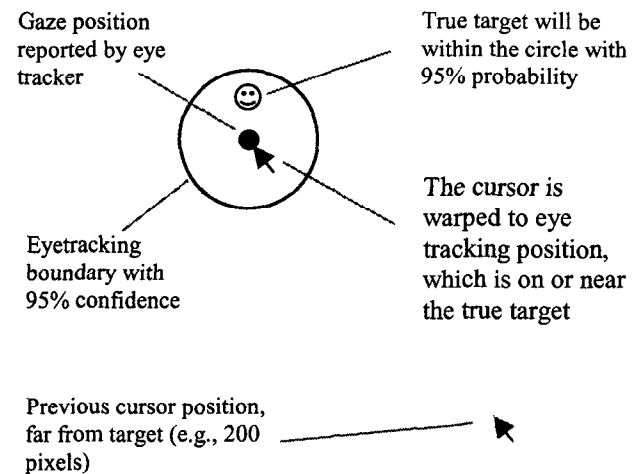 Gaze position
reported by eye
tracker
True target will be
within the circle with
95% probability
The cursor is
warped to eye
tracking position,
which is on or near
the true target
Eyetracking
boundary with
95% confidence
Previous cursor position,
far from target (e.g., 200
pixels)